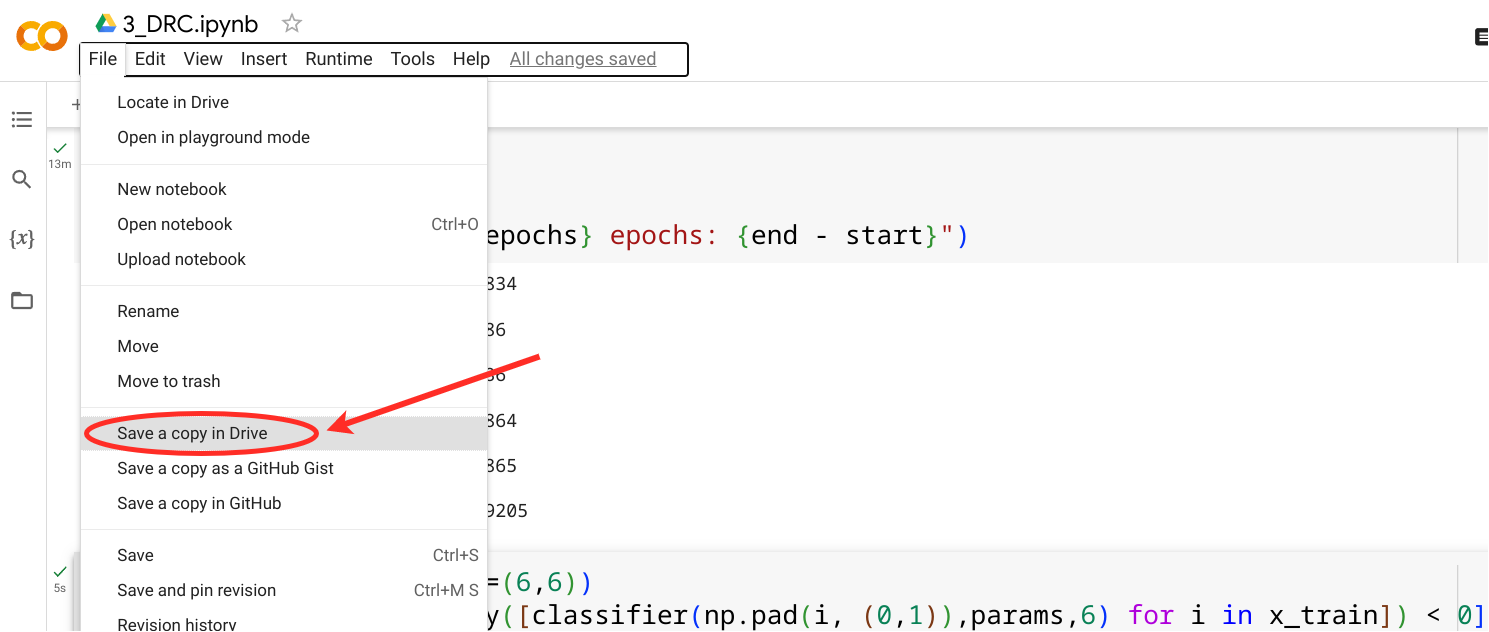 3_DRC.ipynb
File Edit View Insert Runtime Tools Help All changes saved
+
Locate in Drive
Open in playground mode
13m
New notebook
{x}
Open notebook Ctrl+O
epochs} epochs: {end - start}")
Upload notebook
334
Rename
36
Move
36
Move to trash
364
Save a copy in Drive
Save a copy as a GitHub Gist
365
Save a copy in GitHub
9205
Save Ctrl+S
5s
=(6,6))
Save and pin revision Ctrl+M S
y([classifier(np.pad(i, (0,1)),params,6) for i in x_train]) < 0]
Revision history